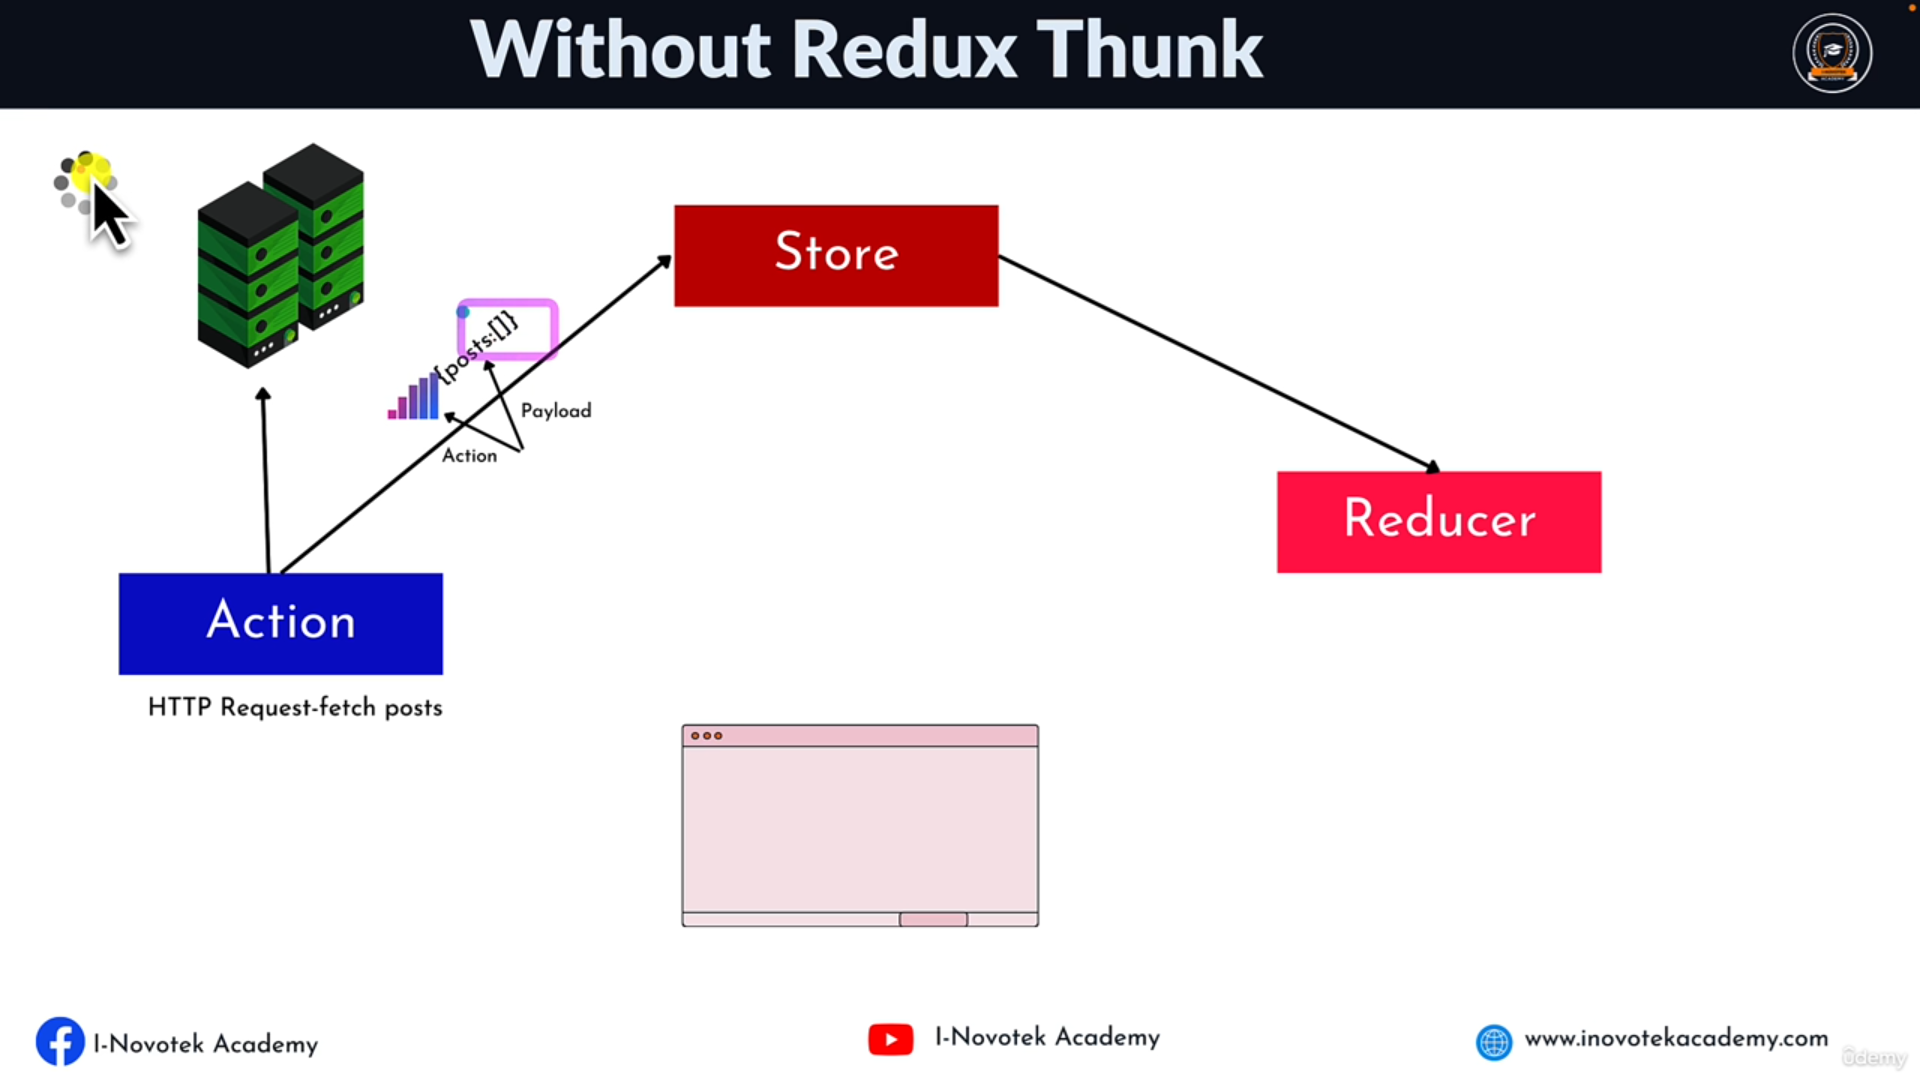 Without Redux Thunk
Store
{posts:[]}
Payload
Action
Reducer
Action
HTTP Request-fetch posts
I-Novotek Academy
I-Novotek Academy
www.inovotekacademy.com
ûdemy